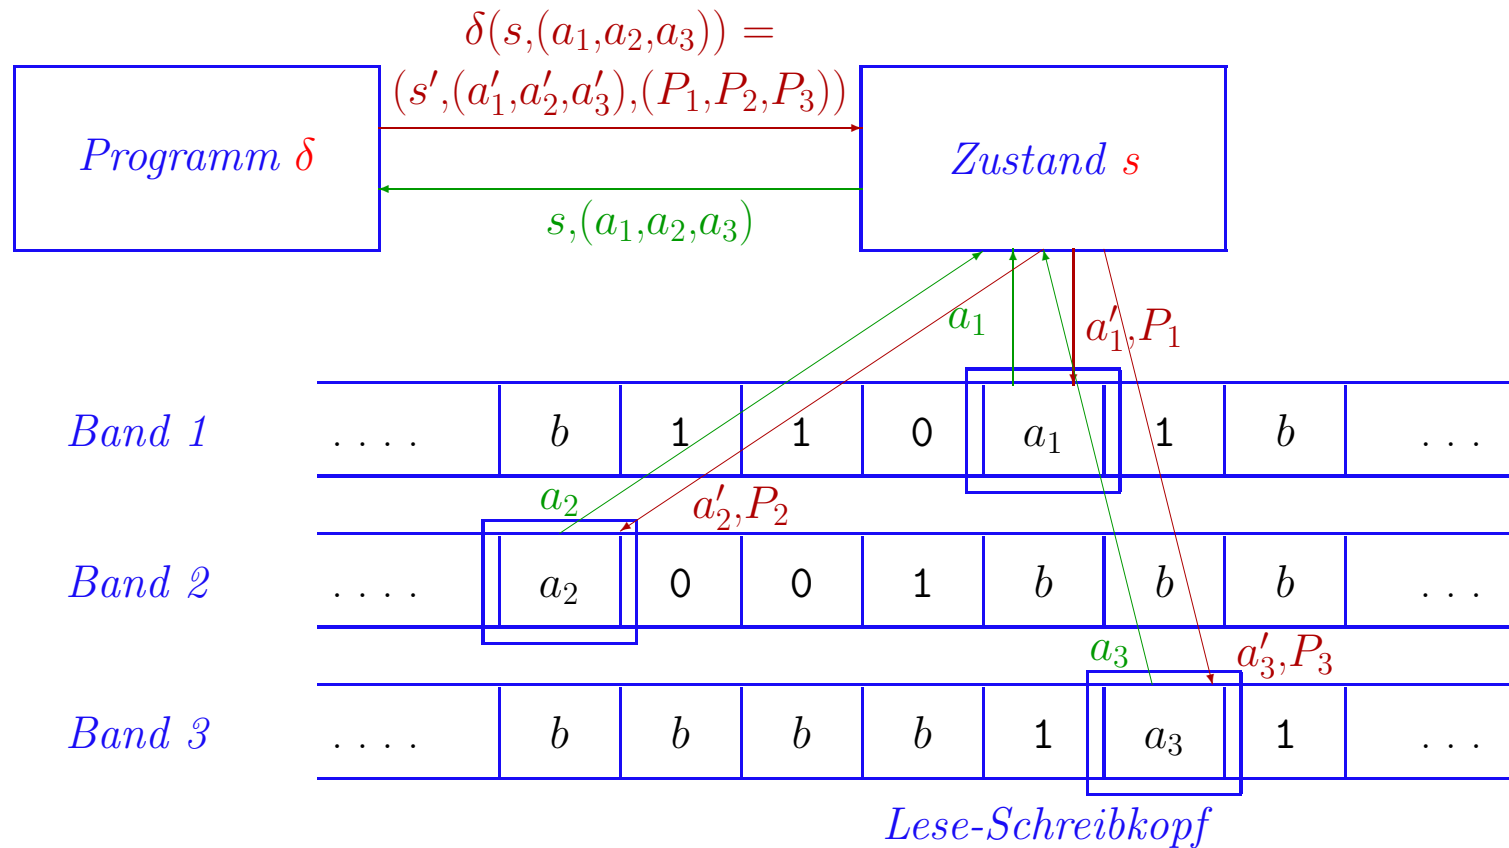 δ(s,(a₁,a₂,a₃)) =
(s′,(a′₁,a′₂,a′₃),(P₁,P₂,P₃))
Programm δ
Zustand s
s,(a₁,a₂,a₃)
a₁
a′₁,P₁
Band 1 . . . . b 1 1 0 a₁ 1 b . . .
a₂
a′₂,P₂
Band 2 . . . . a₂ 0 0 1 b b b . . .
a₃
a′₃,P₃
Band 3 . . . . b b b b 1 a₃ 1 . . .
Lese-Schreibkopf